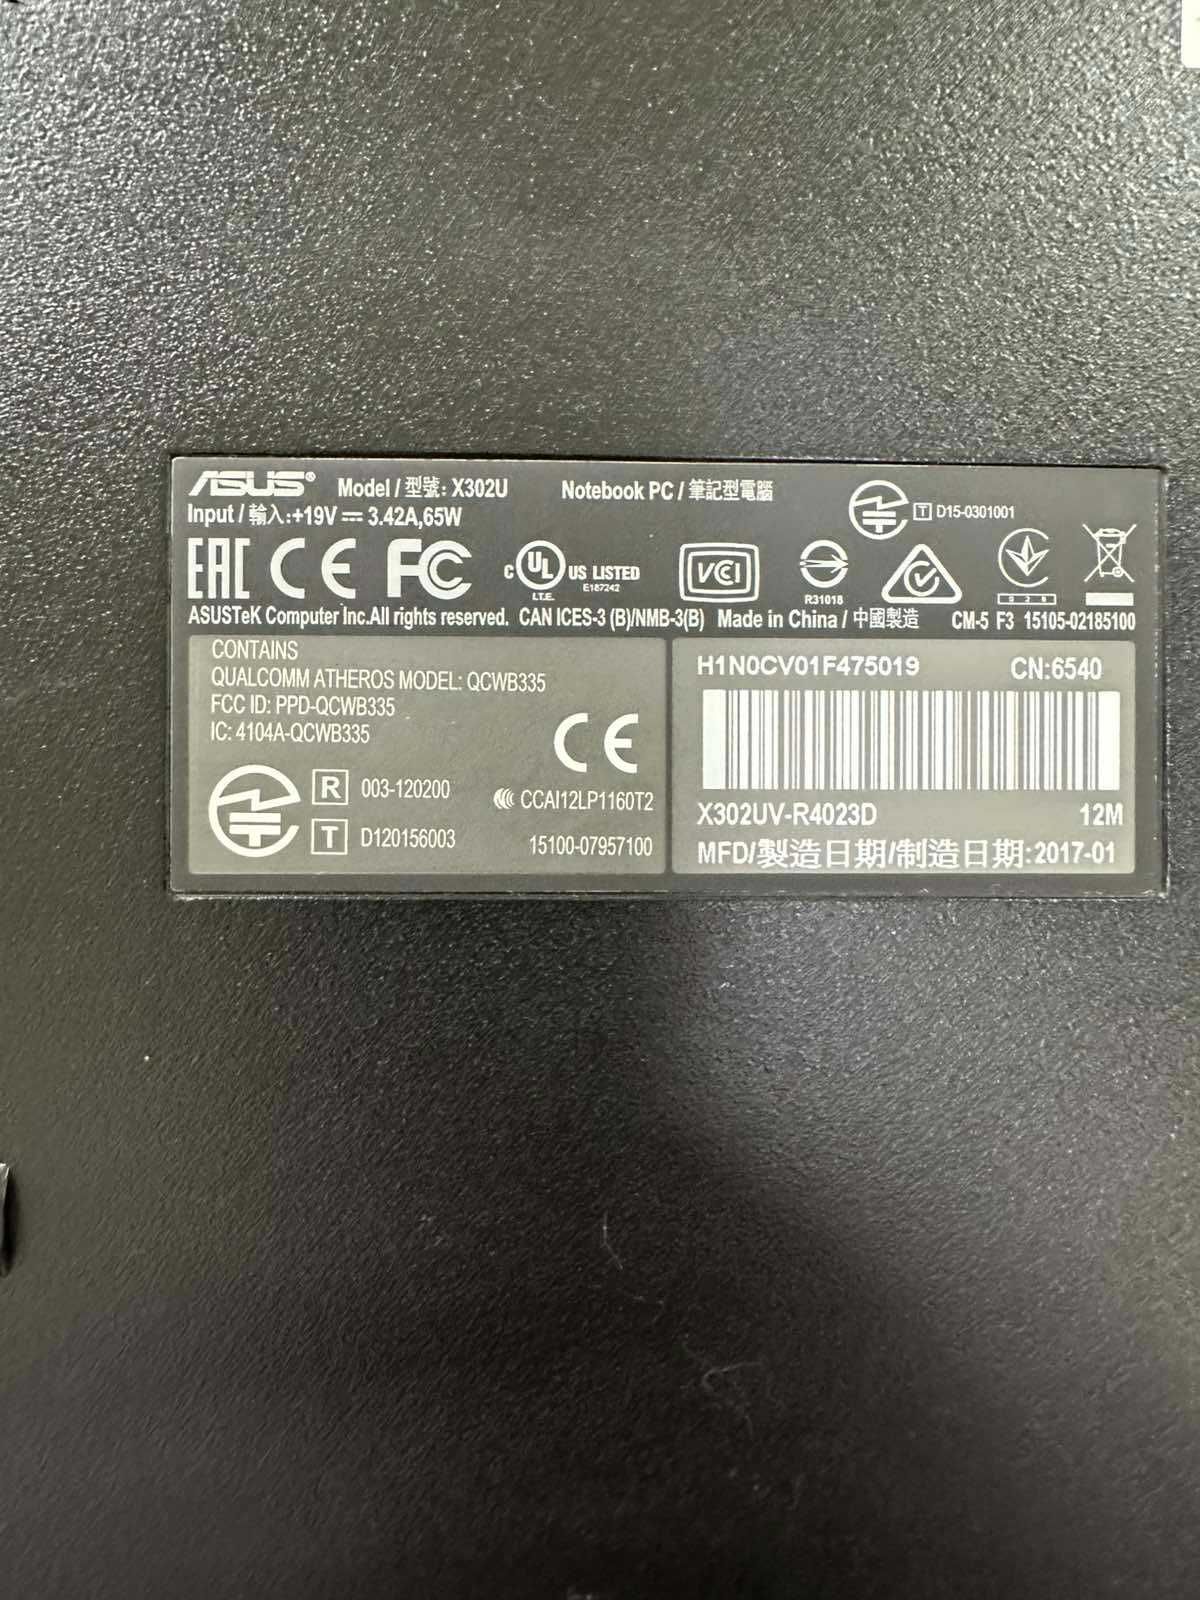 ASUS® Model / 型號: X302U Notebook PC / 筆記型電腦
T D15-0301001
Input / 輸入:+19V ⎓ 3.42A,65W
EAC CE FC c UL US LISTED VCI
I.T.E. E187242 R31018 029
ASUSTeK Computer Inc.All rights reserved. CAN ICES-3 (B)/NMB-3(B) Made in China / 中國製造 CM-5 F3 15105-02185100
CONTAINS
QUALCOMM ATHEROS MODEL: QCWB335
FCC ID: PPD-QCWB335
IC: 4104A-QCWB335
CE
R 003-120200
CCAI12LP1160T2
T D120156003
15100-07957100
H1N0CV01F475019 CN:6540
X302UV-R4023D 12M
MFD/製造日期/制造日期:2017-01